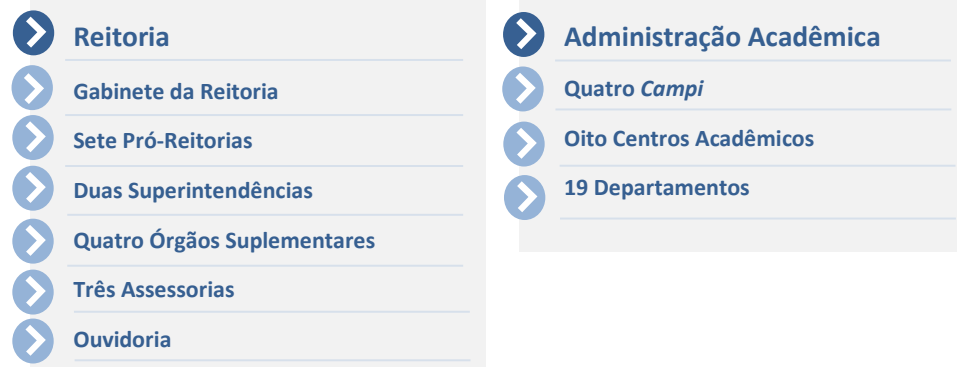 Reitoria
Gabinete da Reitoria
Sete Pró-Reitorias
Duas Superintendências
Quatro Órgãos Suplementares
Três Assessorias
Ouvidoria
Administração Acadêmica
Quatro Campi
Oito Centros Acadêmicos
19 Departamentos